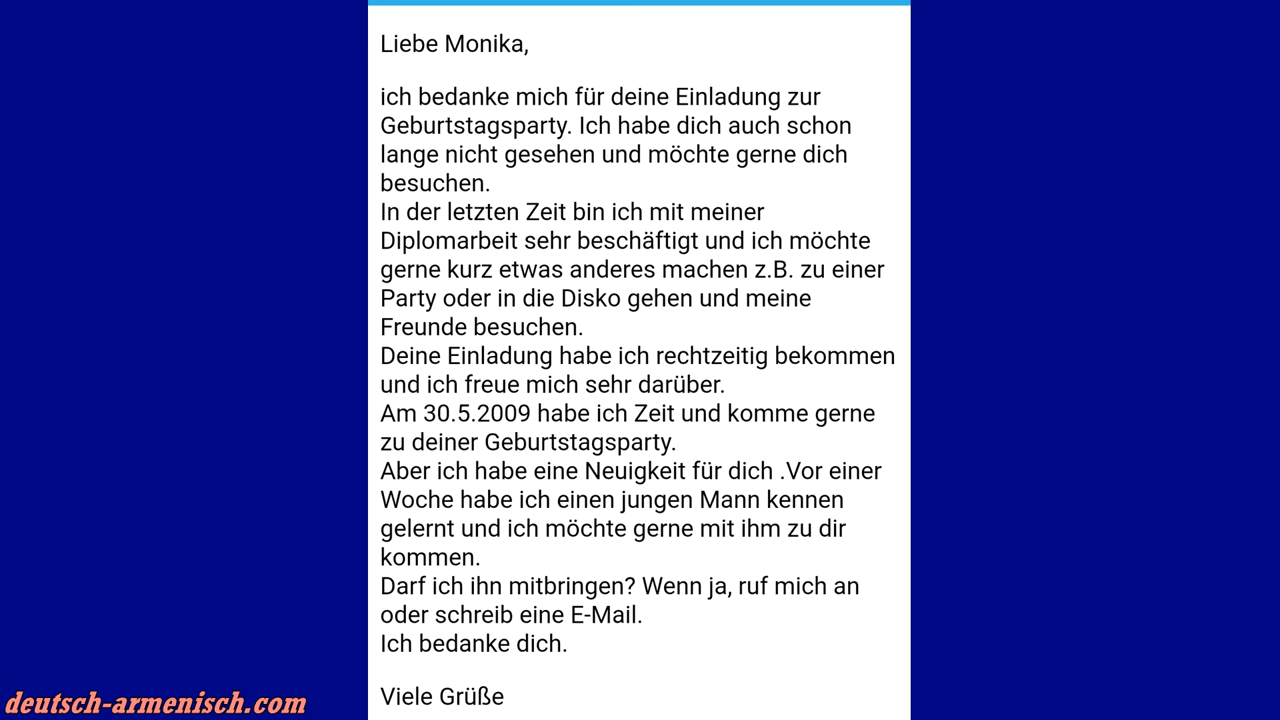 Liebe Monika,
ich bedanke mich für deine Einladung zur
Geburtstagsparty. Ich habe dich auch schon
lange nicht gesehen und möchte gerne dich
besuchen.
In der letzten Zeit bin ich mit meiner
Diplomarbeit sehr beschäftigt und ich möchte
gerne kurz etwas anderes machen z.B. zu einer
Party oder in die Disko gehen und meine
Freunde besuchen.
Deine Einladung habe ich rechtzeitig bekommen
und ich freue mich sehr darüber.
Am 30.5.2009 habe ich Zeit und komme gerne
zu deiner Geburtstagsparty.
Aber ich habe eine Neuigkeit für dich .Vor einer
Woche habe ich einen jungen Mann kennen
gelernt und ich möchte gerne mit ihm zu dir
kommen.
Darf ich ihn mitbringen? Wenn ja, ruf mich an
oder schreib eine E-Mail.
Ich bedanke dich.
Viele Grüße
deutsch-armenisch.com